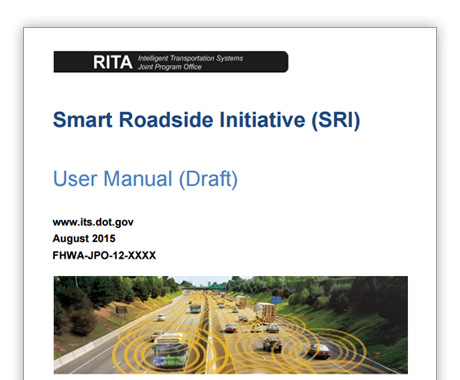 RITA Intelligent Transportation Systems
Joint Program Office
Smart Roadside Initiative (SRI)
User Manual (Draft)
www.its.dot.gov
August 2015
FHWA-JPO-12-XXXX